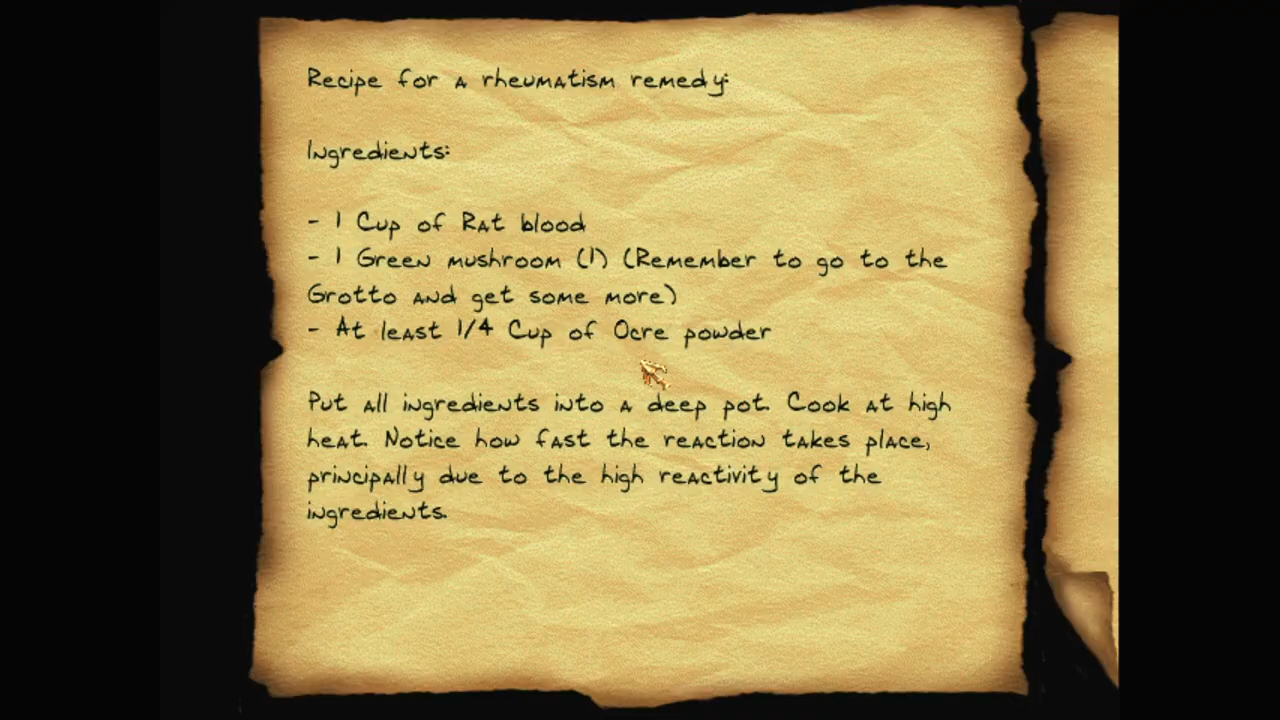 Recipe for a rheumatism remedy:
Ingredients:
- 1 Cup of Rat blood
- 1 Green mushroom (1) (Remember to go to the
Grotto and get some more)
- At least 1/4 Cup of Ocre powder
Put all ingredients into a deep pot. Cook at high
heat. Notice how fast the reaction takes place,
principally due to the high reactivity of the
ingredients.